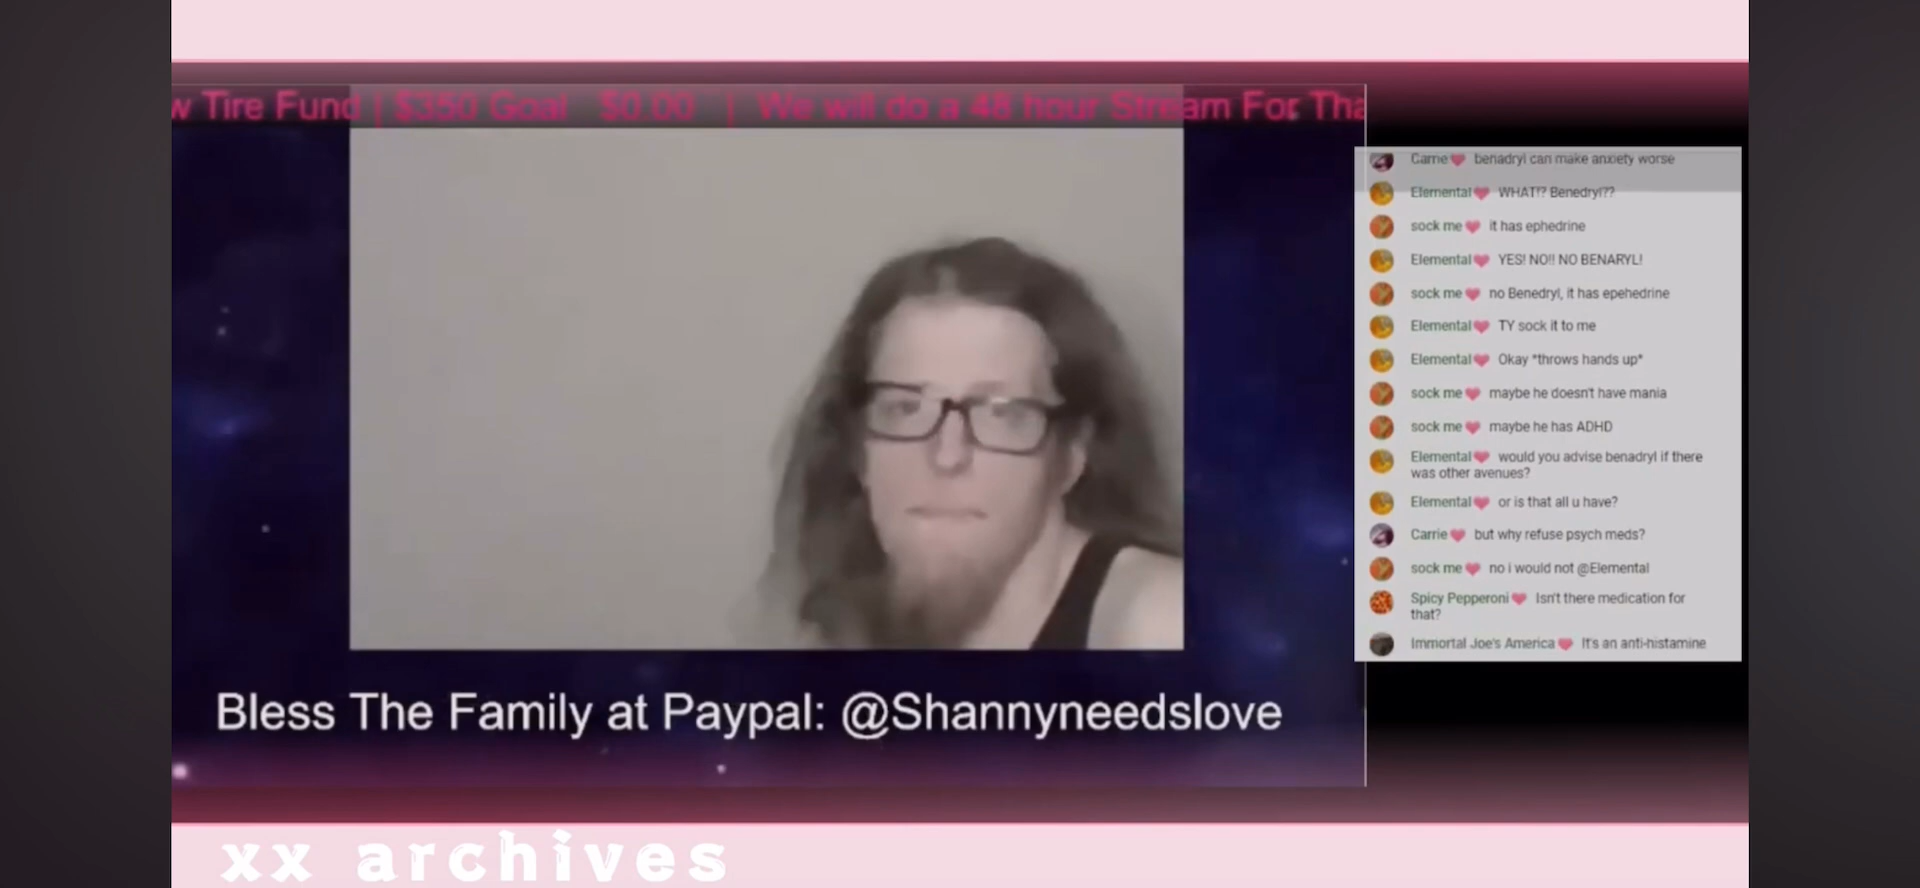 w Tire Fund | $350 Goal $0.00 | We will do a 48 hour Stream For Tha
Carrie benadryl can make anxiety worse
Elemental WHAT!? Benedryl??
sock me it has ephedrine
Elemental YES! NO!! NO BENARYL!
sock me no Benedryl, it has epehedrine
Elemental TY sock it to me
Elemental Okay *throws hands up*
sock me maybe he doesn't have mania
sock me maybe he has ADHD
Elemental would you advise benadryl if there
was other avenues?
Elemental or is that all u have?
Carrie but why refuse psych meds?
sock me no i would not @Elemental
Spicy Pepperoni Isn't there medication for
that?
Immortal Joe's America It's an anti-histamine
Bless The Family at Paypal: @Shannyneedslove
xx archives